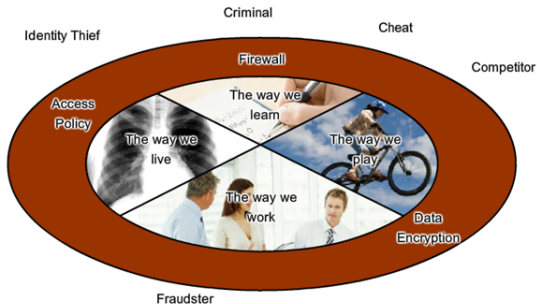 Criminal
Identity Thief
Cheat
Competitor
Firewall
Access
Policy
The way we
learn
The way we
live
The way we
play
The way we
work
Data
Encryption
Fraudster